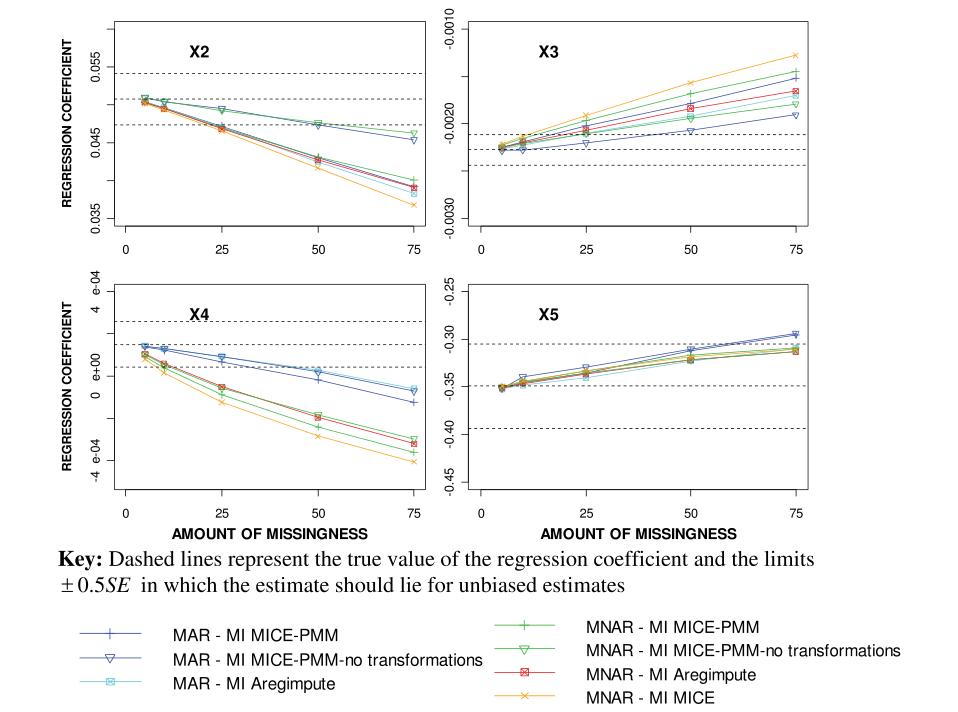 X2
X3
REGRESSION COEFFICIENT
0.035
0.045
0.055
-0.0030
-0.0020
-0.0010
0
25
50
75
0
25
50
75
X4
X5
REGRESSION COEFFICIENT
-4 e-04
0 e+00
4 e-04
-0.45
-0.40
-0.35
-0.30
-0.25
0
25
50
75
0
25
50
75
AMOUNT OF MISSINGNESS
AMOUNT OF MISSINGNESS
Key: Dashed lines represent the true value of the regression coefficient and the limits
±0.5SE in which the estimate should lie for unbiased estimates
MAR - MI MICE-PMM
MAR - MI MICE-PMM-no transformations
MAR - MI Aregimpute
MNAR - MI MICE-PMM
MNAR - MI MICE-PMM-no transformations
MNAR - MI Aregimpute
MNAR - MI MICE